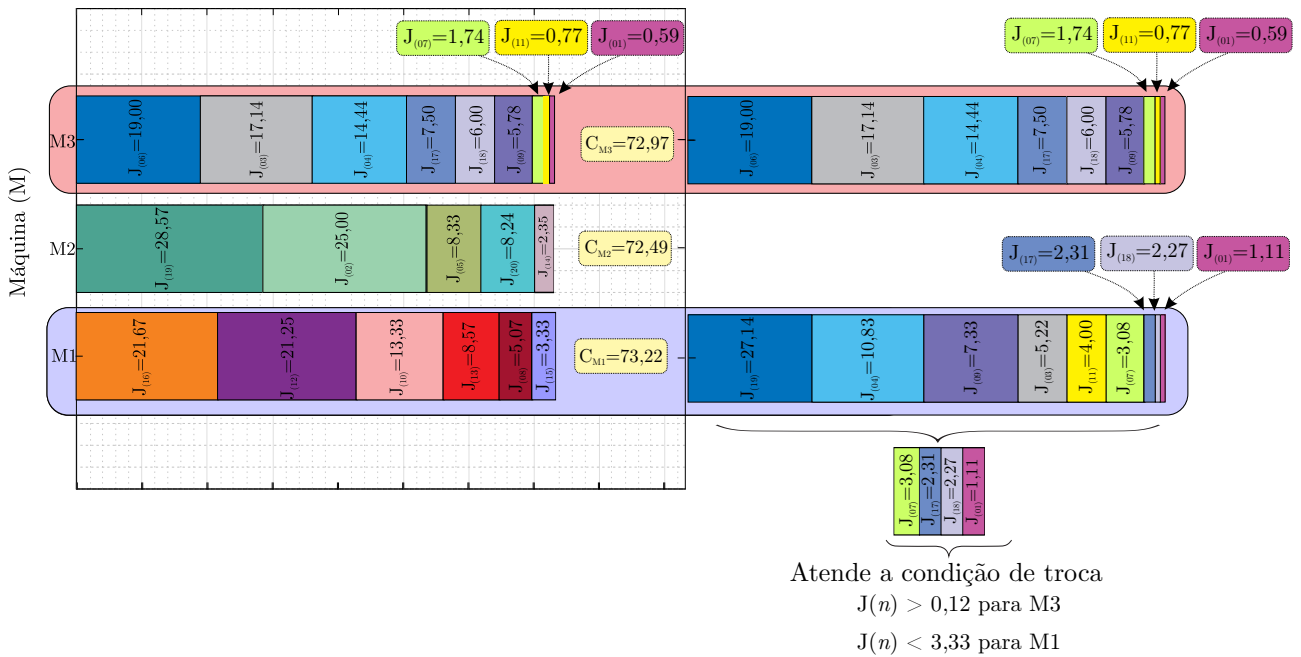 J(07)=1,74
J(11)=0,77
J(01)=0,59
J(07)=1,74
J(11)=0,77
J(01)=0,59
Máquina (M)
M3
J(06)=19,00
J(03)=17,14
J(04)=14,44
J(17)=7,50
J(18)=6,00
J(09)=5,78
CM3=72,97
J(06)=19,00
J(03)=17,14
J(04)=14,44
J(17)=7,50
J(18)=6,00
J(09)=5,78
M2
J(19)=28,57
J(02)=25,00
J(05)=8,33
J(20)=8,24
J(14)=2,35
CM2=72,49
J(17)=2,31
J(18)=2,27
J(01)=1,11
M1
J(16)=21,67
J(12)=21,25
J(10)=13,33
J(13)=8,57
J(08)=5,07
J(15)=3,33
CM1=73,22
J(19)=27,14
J(04)=10,83
J(09)=7,33
J(03)=5,22
J(11)=4,00
J(07)=3,08
J(07)=3,08
J(17)=2,31
J(18)=2,27
J(01)=1,11
Atende a condição de troca
J(n) > 0,12 para M3
J(n) < 3,33 para M1